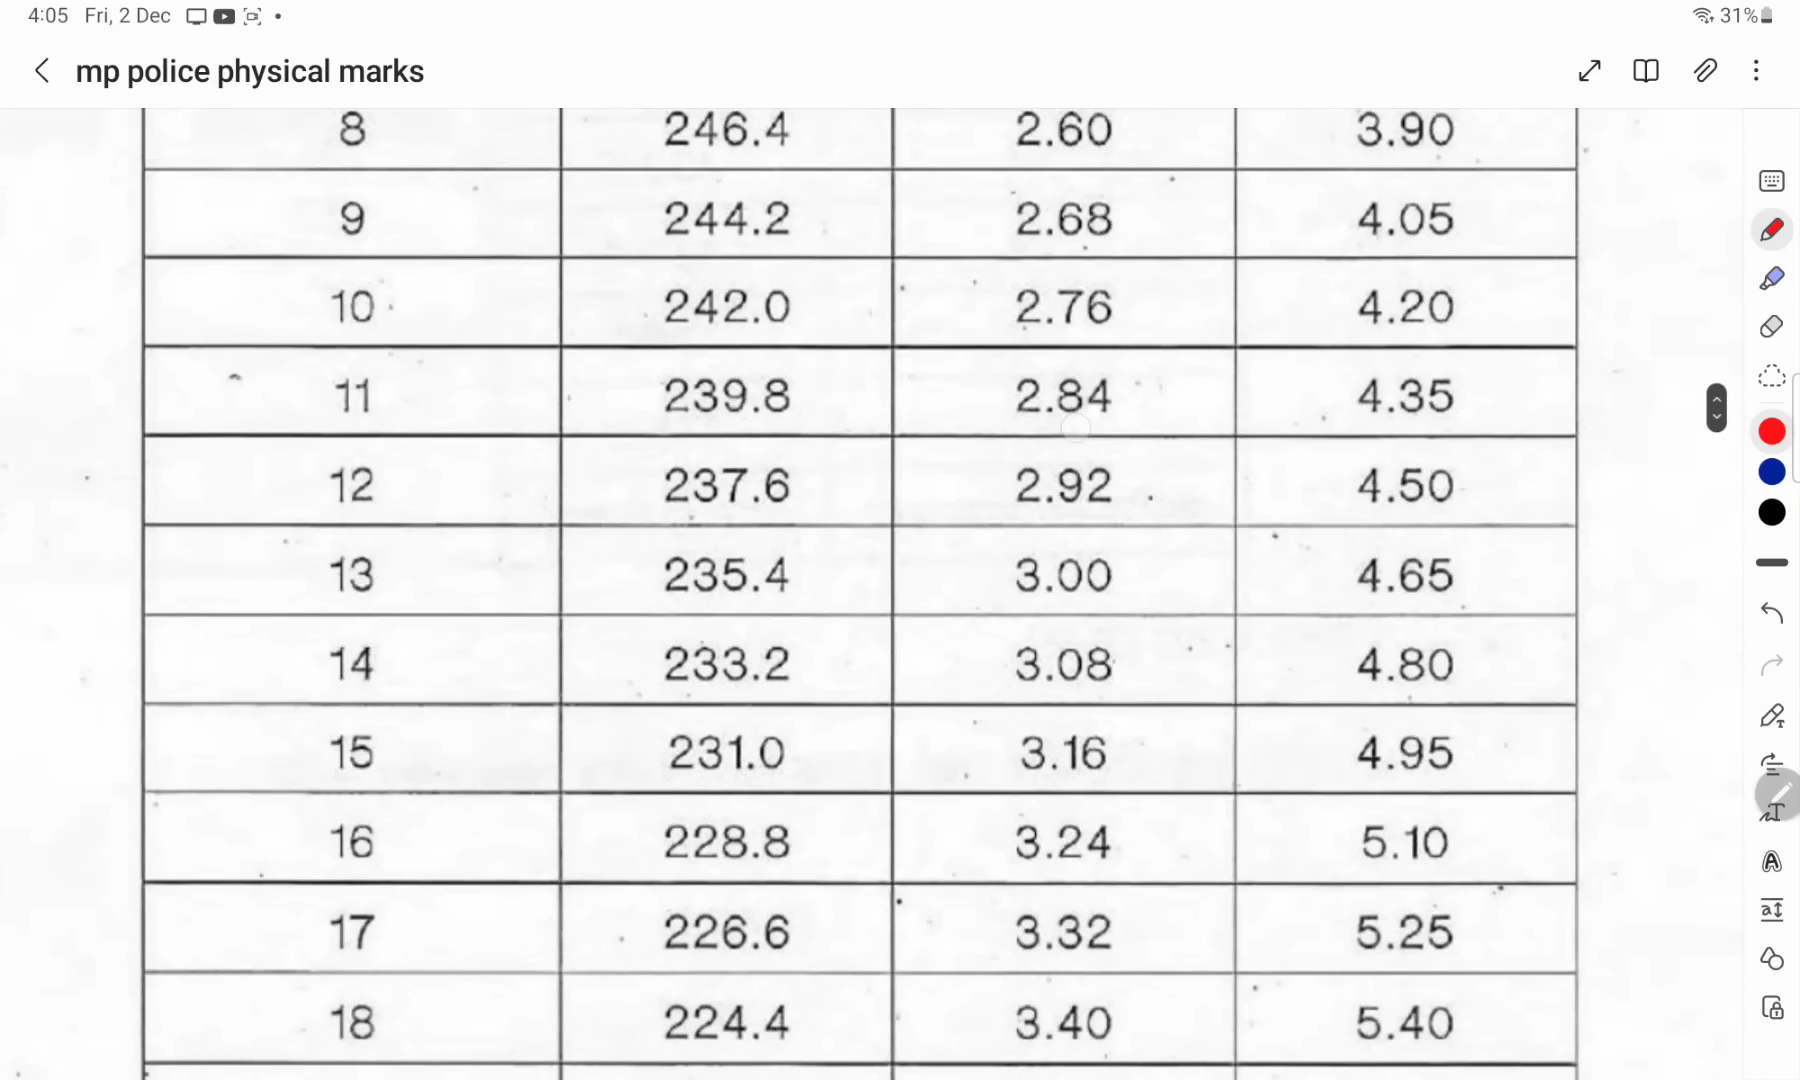 4:05 Fri, 2 Dec 31%
mp police physical marks
8 246.4 2.60 3.90
9 244.2 2.68 4.05
10 242.0 2.76 4.20
11 239.8 2.84 4.35
12 237.6 2.92 4.50
13 235.4 3.00 4.65
14 233.2 3.08 4.80
15 231.0 3.16 4.95
16 228.8 3.24 5.10
17 226.6 3.32 5.25
18 224.4 3.40 5.40